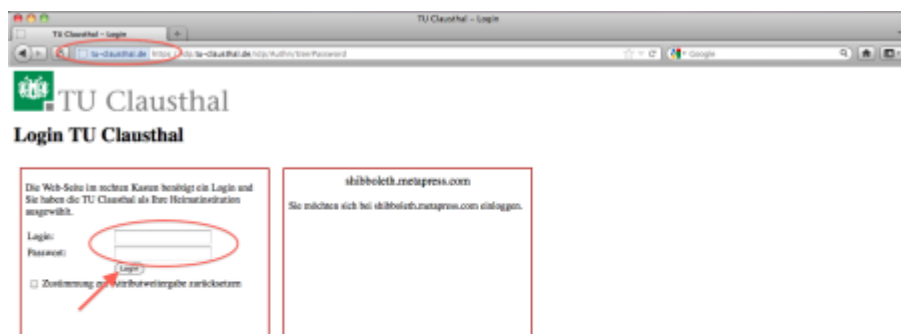 TU Clausthal – Login
TU Clausthal – Login
tu-clausthal.de
Google
TU Clausthal
Login TU Clausthal
Die Web-Seite im rechten Kasten benötigt ein Login und
Sie haben die TU Clausthal als Ihre Heimatinstitution
ausgewählt.
Login:
Passwort:
Login
Zustimmung zur Attributweitergabe zurücksetzen
shibboleth.metapress.com
Sie möchten sich bei shibboleth.metapress.com einloggen.